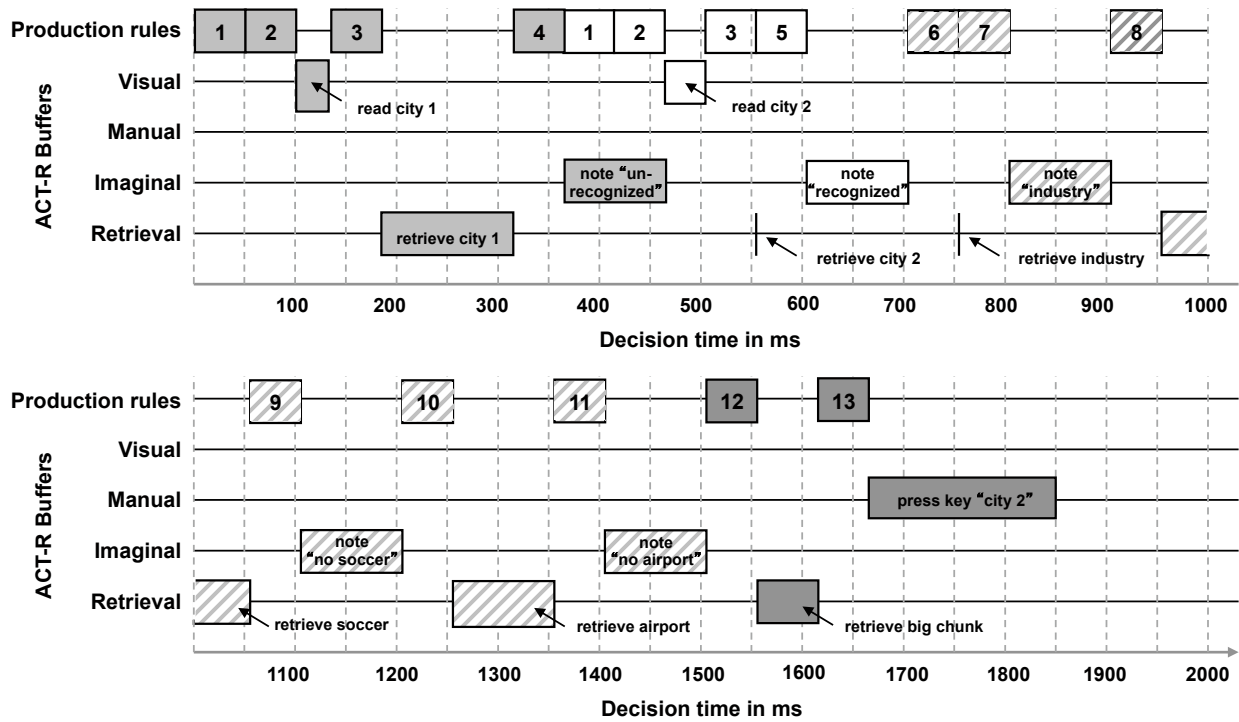 Production rules 1 2 3 4 1 2 3 5 6 7 8
Visual
read city 1
read city 2
ACT-R Buffers
Manual
Imaginal
note “un-
recognized”
note
“recognized”
note
“industry”
Retrieval
retrieve city 1
retrieve city 2
retrieve industry
100 200 300 400 500 600 700 800 900 1000
Decision time in ms
Production rules 9 10 11 12 13
Visual
ACT-R Buffers
Manual
press key “city 2”
Imaginal
note
“no soccer”
note
“no airport”
Retrieval
retrieve soccer
retrieve airport
retrieve big chunk
1100 1200 1300 1400 1500 1600 1700 1800 1900 2000
Decision time in ms